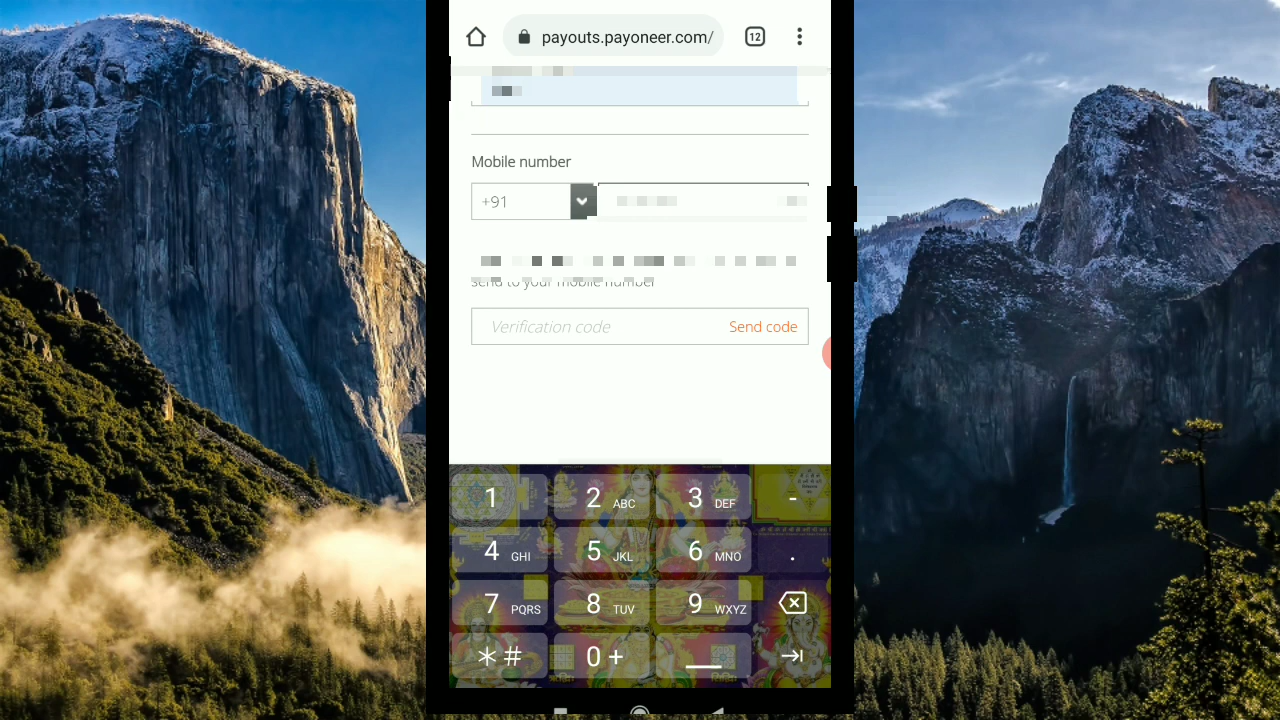 payouts.payoneer.com/
12
Mobile number
+91
send to your mobile number
Verification code
Send code
1
2 ABC
3 DEF
-
4 GHI
5 JKL
6 MNO
.
7 PQRS
8 TUV
9 WXYZ
*#
0 +